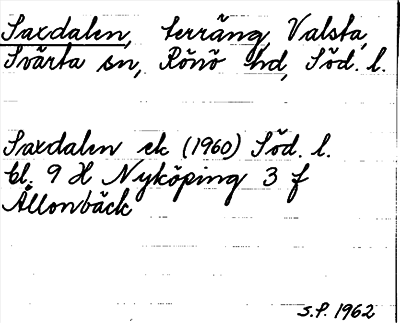 Saxdalen, terräng, Valsta,
Svärta sn, Rönö hd, Söd. l.
Saxdalen ek (1960) Söd. l.
bl. 9 H Nyköping 3 f
Ållonbäck
S.P. 1962